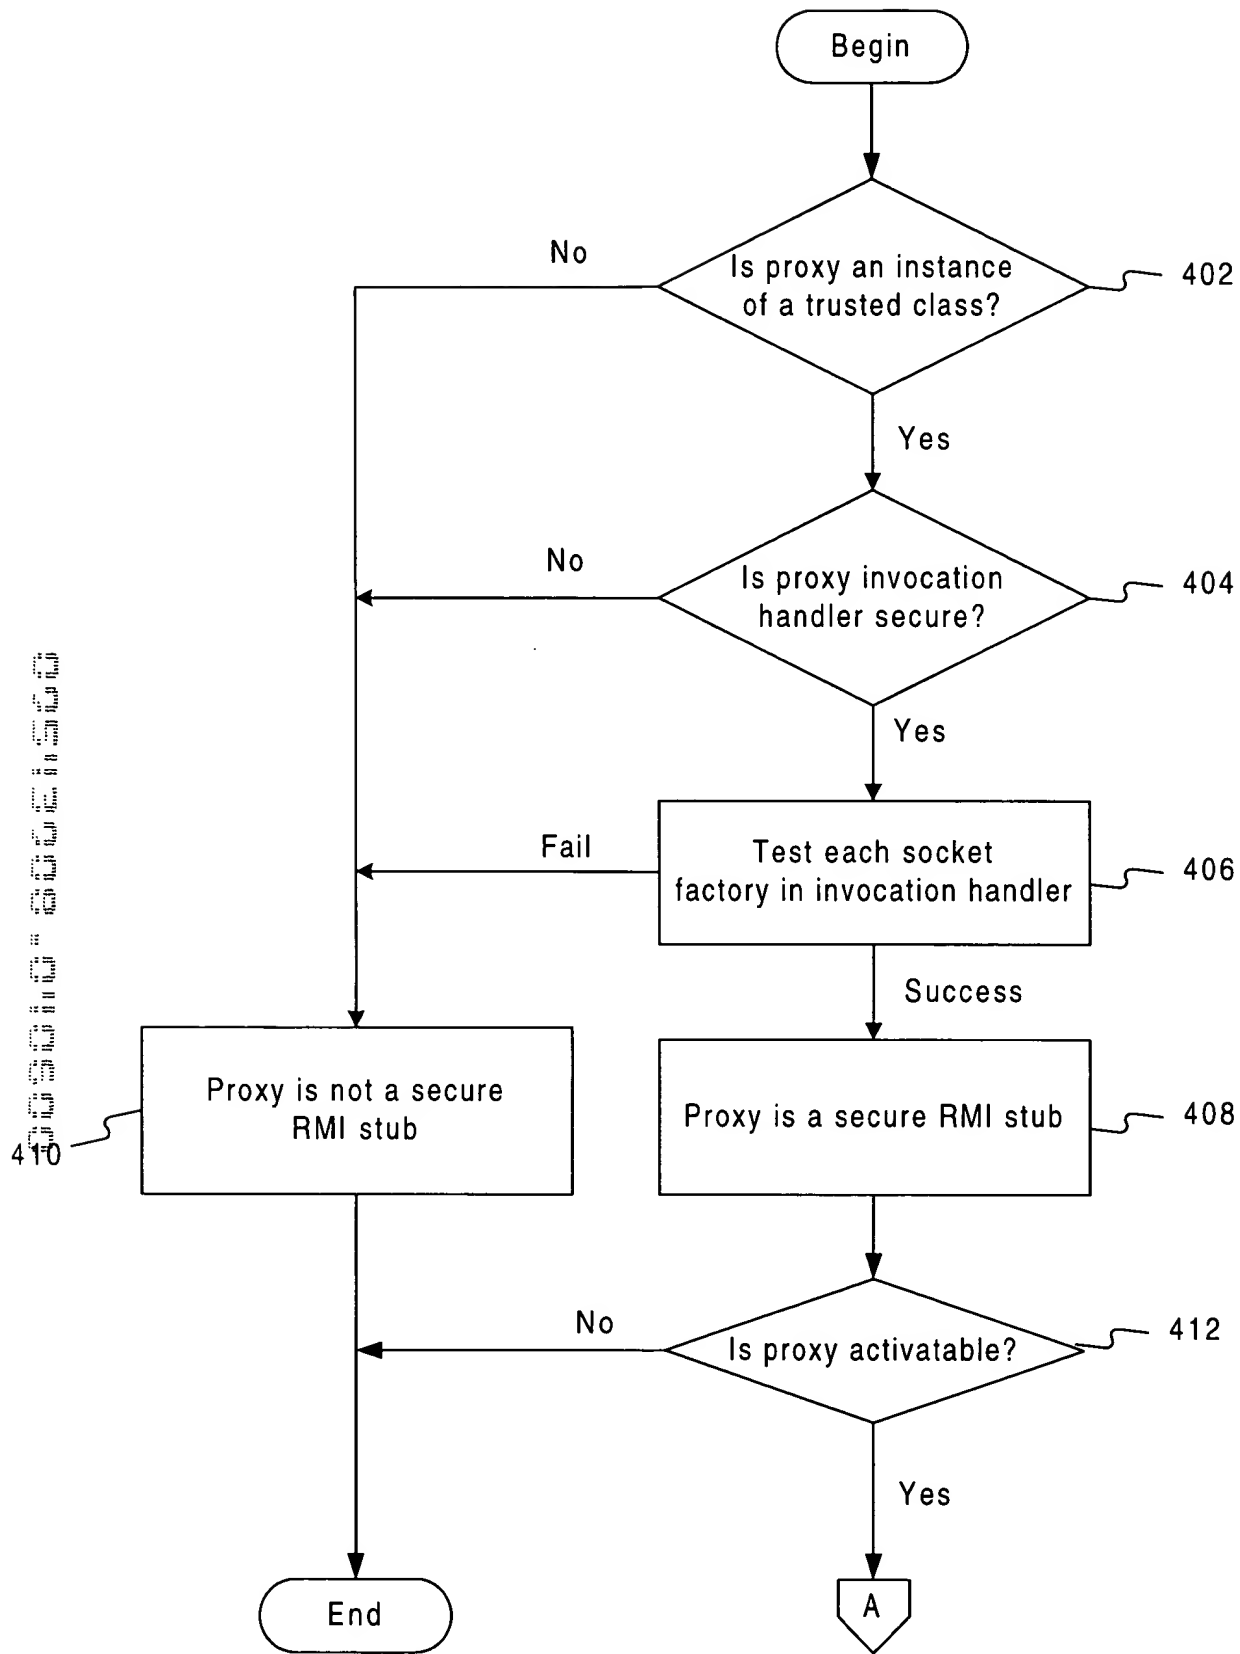 Begin
No
Is proxy an instance
of a trusted class?
402
Yes
No
Is proxy invocation
handler secure?
404
Yes
Fail
Test each socket
factory in invocation handler
406
Success
Proxy is not a secure
RMI stub
410
Proxy is a secure RMI stub
408
No
Is proxy activatable?
412
Yes
End
A